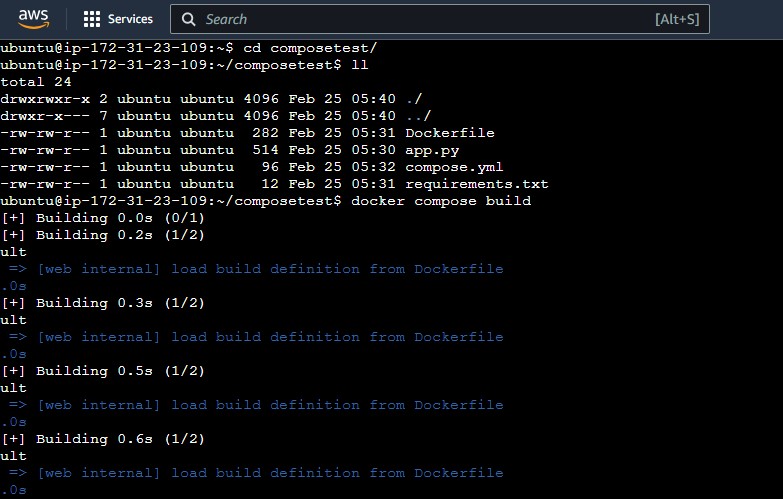 aws
Services
Search
[Alt+S]
ubuntu@ip-172-31-23-109:~$ cd composetest/
ubuntu@ip-172-31-23-109:~/composetest$ ll
total 24
drwxrwxr-x 2 ubuntu ubuntu 4096 Feb 25 05:40 ./
drwxr-x--- 7 ubuntu ubuntu 4096 Feb 25 05:40 ../
-rw-rw-r-- 1 ubuntu ubuntu  282 Feb 25 05:31 Dockerfile
-rw-rw-r-- 1 ubuntu ubuntu  514 Feb 25 05:30 app.py
-rw-rw-r-- 1 ubuntu ubuntu   96 Feb 25 05:32 compose.yml
-rw-rw-r-- 1 ubuntu ubuntu   12 Feb 25 05:31 requirements.txt
ubuntu@ip-172-31-23-109:~/composetest$ docker compose build
[+] Building 0.0s (0/1)
[+] Building 0.2s (1/2)
ult
 => [web internal] load build definition from Dockerfile
.0s
[+] Building 0.3s (1/2)
ult
 => [web internal] load build definition from Dockerfile
.0s
[+] Building 0.5s (1/2)
ult
 => [web internal] load build definition from Dockerfile
.0s
[+] Building 0.6s (1/2)
ult
 => [web internal] load build definition from Dockerfile
.0s